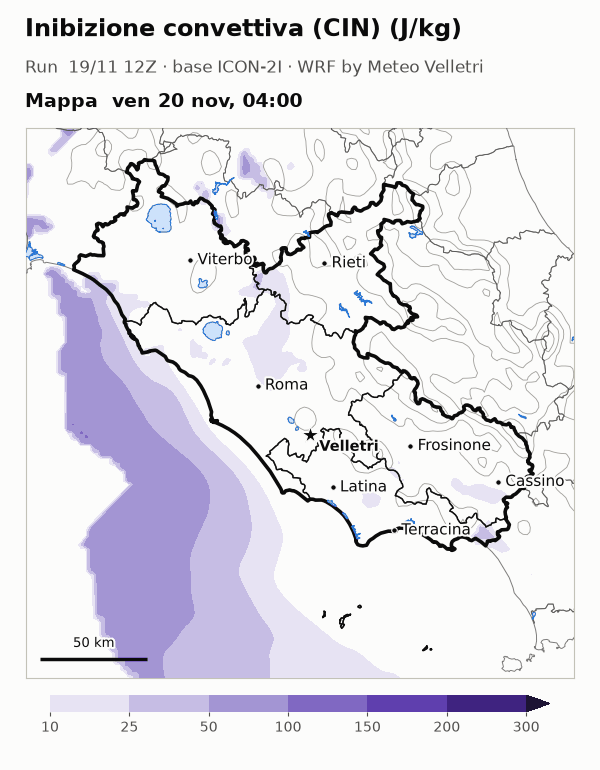 Inibizione convettiva (CIN) (J/kg)
Run  19/11 12Z · base ICON-2I · WRF by Meteo Velletri
Mappa  ven 20 nov, 04:00
Viterbo
Rieti
Roma
Velletri
Frosinone
Cassino
Latina
Terracina
50 km
10 25 50 100 150 200 300